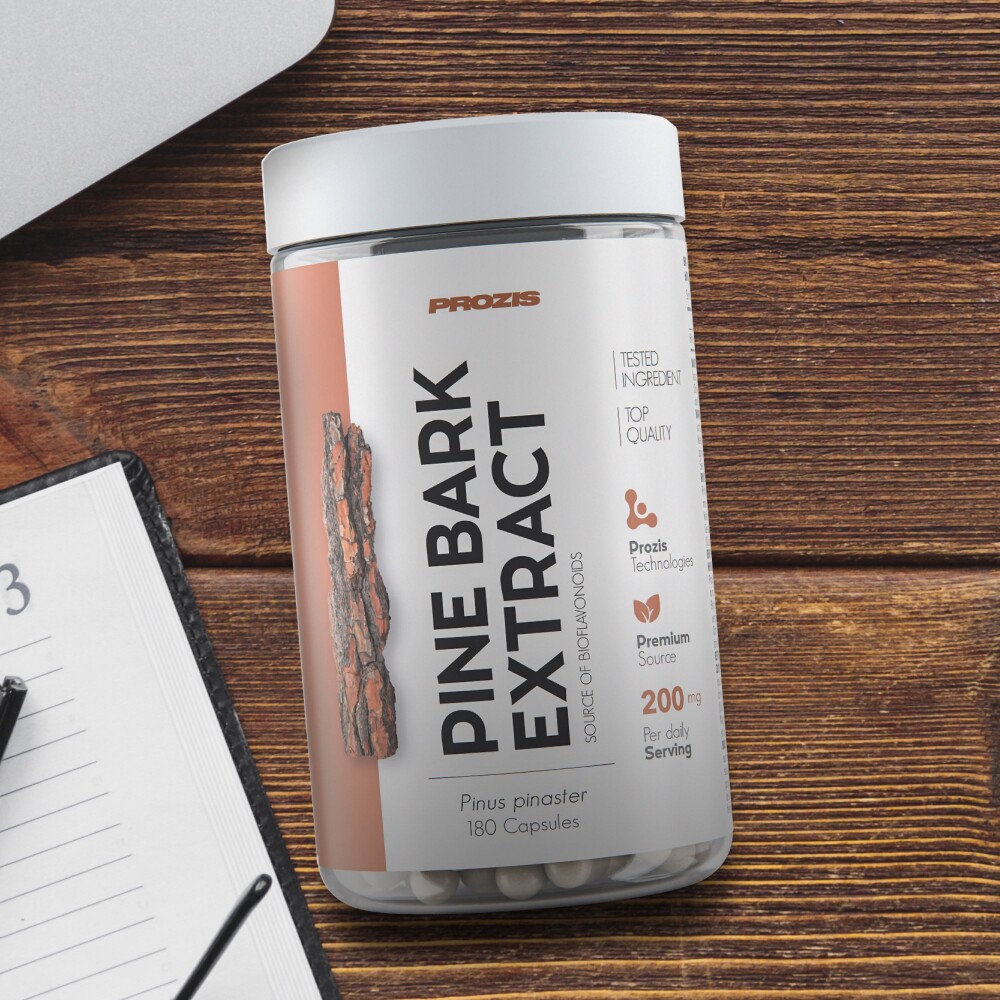 PROZIS
PINE BARK
EXTRACT
SOURCE OF BIOFLAVONOIDS
TESTED
INGREDIENT
TOP
QUALITY
Prozis
Technologies
Premium
Source
200 mg
Per daily
Serving
Pinus pinaster
180 Capsules
3